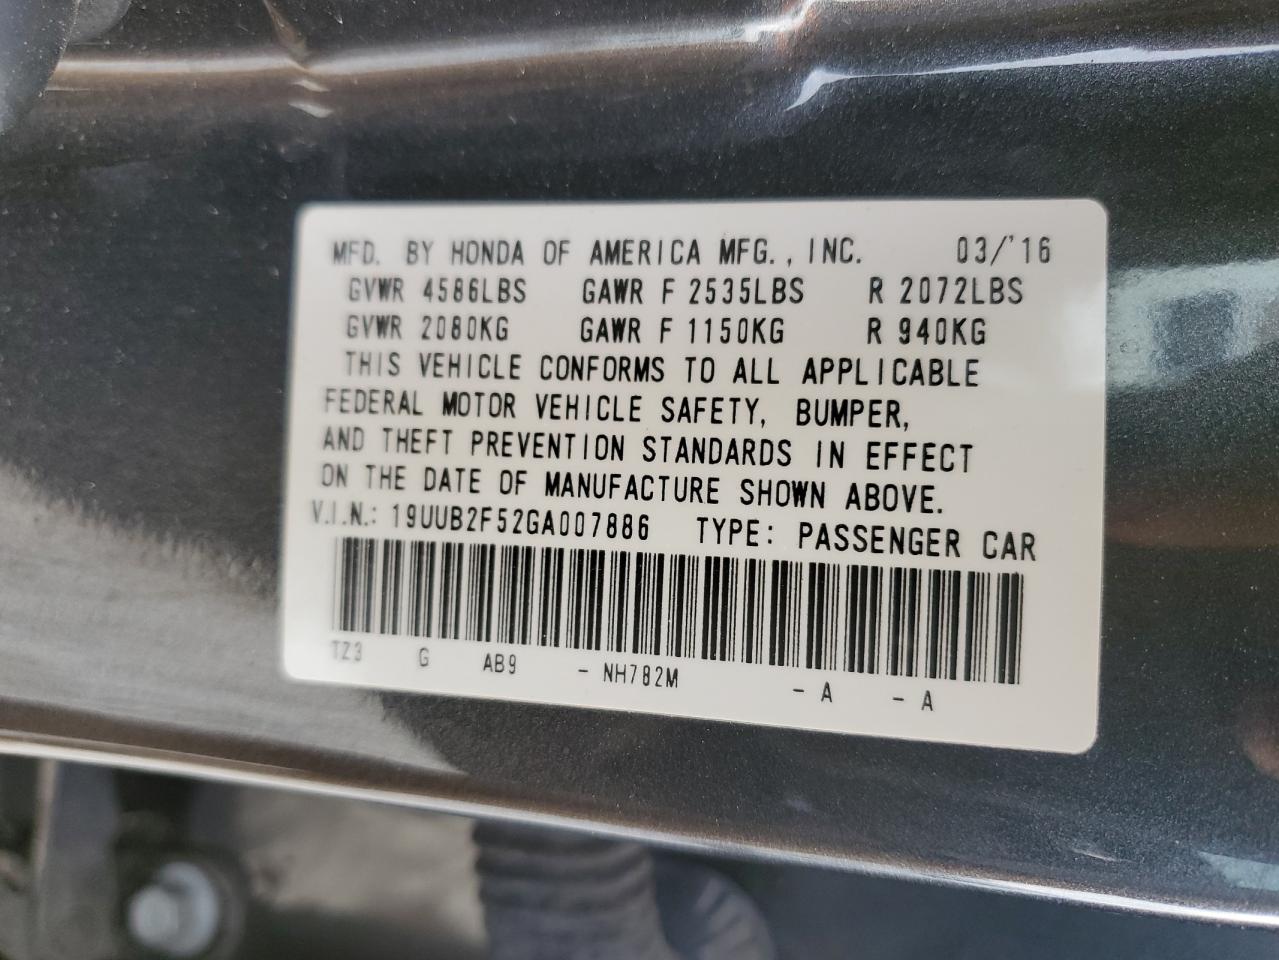 MFD. BY HONDA OF AMERICA MFG., INC. 03/'16
GVWR 4586LBS GAWR F 2535LBS R 2072LBS
GVWR 2080KG GAWR F 1150KG R 940KG
THIS VEHICLE CONFORMS TO ALL APPLICABLE
FEDERAL MOTOR VEHICLE SAFETY, BUMPER,
AND THEFT PREVENTION STANDARDS IN EFFECT
ON THE DATE OF MANUFACTURE SHOWN ABOVE.
V.I.N.: 19UUB2F52GA007886 TYPE: PASSENGER CAR
TZ3 G AB9 - NH782M - A - A